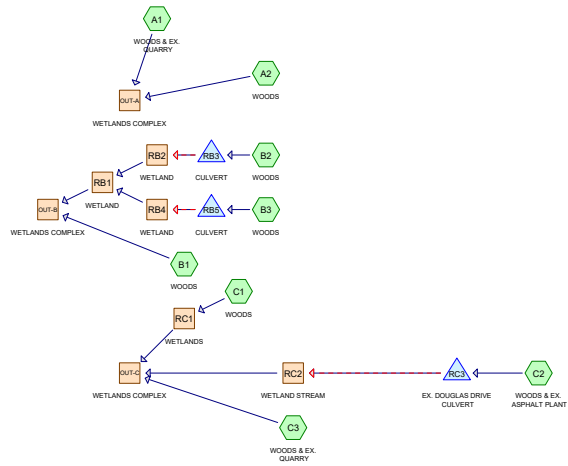 A1
WOODS & EX.
QUARRY
A2
WOODS
OUT-A
WETLANDS COMPLEX
RB2
WETLAND
RB3
CULVERT
B2
WOODS
RB1
WETLAND
OUT-B
WETLANDS COMPLEX
RB4
WETLAND
RB5
CULVERT
B3
WOODS
B1
WOODS
C1
WOODS
RC1
WETLANDS
OUT-C
WETLANDS COMPLEX
RC2
WETLAND STREAM
RC3
EX. DOUGLAS DRIVE
CULVERT
C2
WOODS & EX.
ASPHALT PLANT
C3
WOODS & EX.
QUARRY